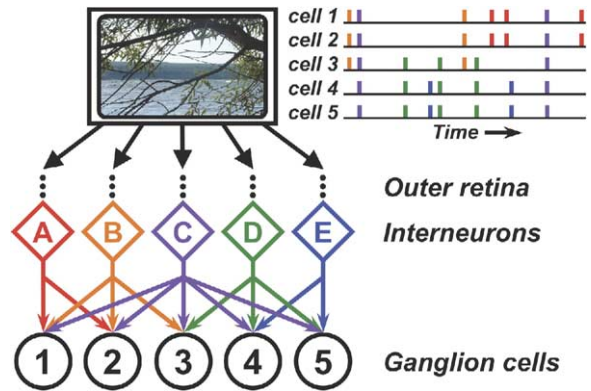 cell 1
cell 2
cell 3
cell 4
cell 5
Time
Outer retina
A B C D E Interneurons
1 2 3 4 5 Ganglion cells